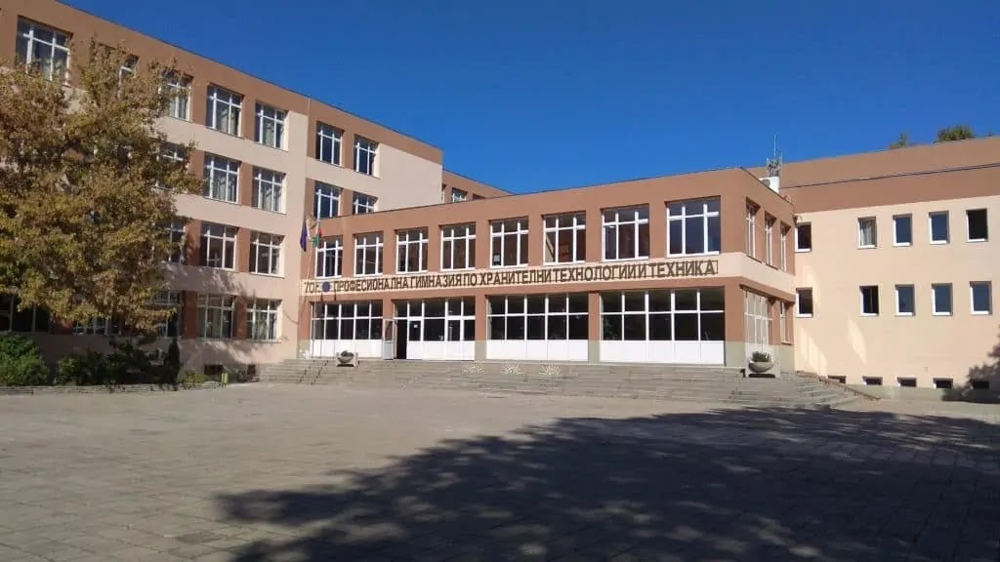 ПРОФЕСИОНАЛНА ГИМНАЗИЯ ПО ХРАНИТЕЛНИ ТЕХНОЛОГИИ И ТЕХНИКА